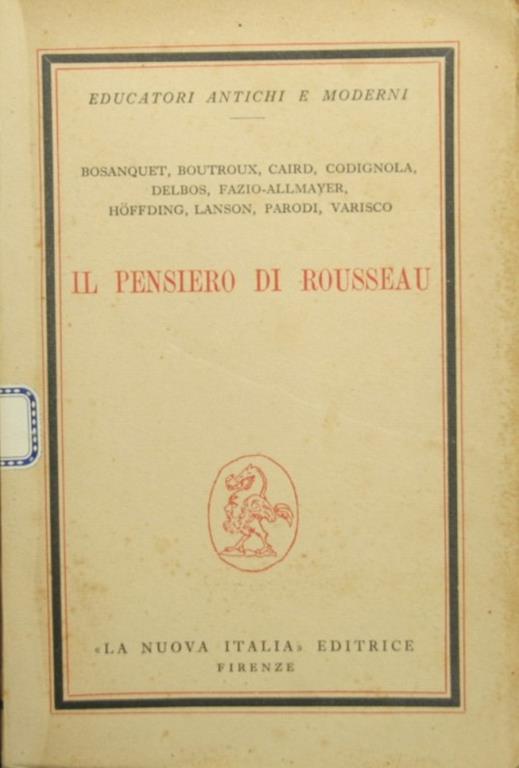 EDUCATORI ANTICHI E MODERNI
BOSANQUET, BOUTROUX, CAIRD, CODIGNOLA,
DELBOS, FAZIO-ALLMAYER,
HÖFFDING, LANSON, PARODI, VARISCO
IL PENSIERO DI ROUSSEAU
«LA NUOVA ITALIA» EDITRICE
FIRENZE